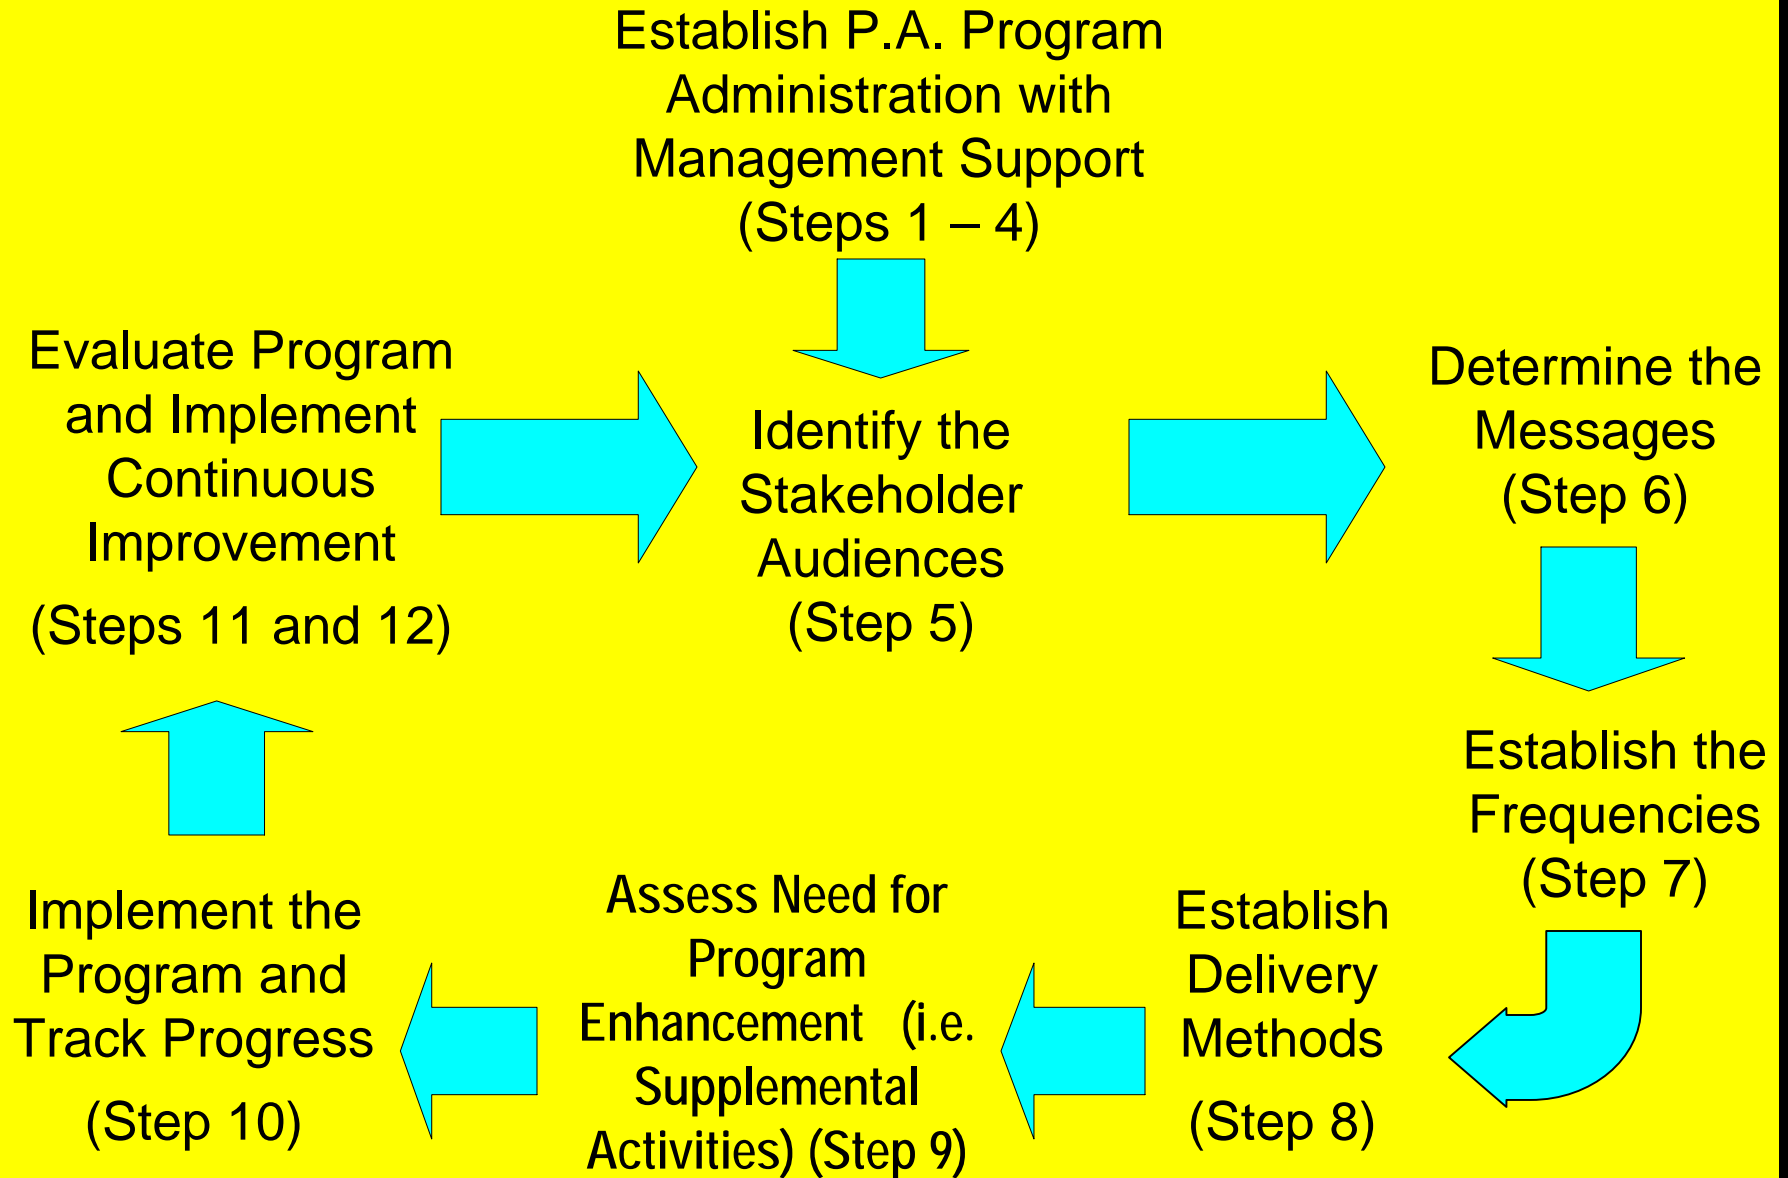 Establish P.A. Program
Administration with
Management Support
(Steps 1 – 4)
Identify the
Stakeholder
Audiences
(Step 5)
Determine the
Messages
(Step 6)
Establish the
Frequencies
(Step 7)
Establish
Delivery
Methods
(Step 8)
Assess Need for
Program
Enhancement (i.e.
Supplemental
Activities) (Step 9)
Implement the
Program and
Track Progress
(Step 10)
Evaluate Program
and Implement
Continuous
Improvement
(Steps 11 and 12)